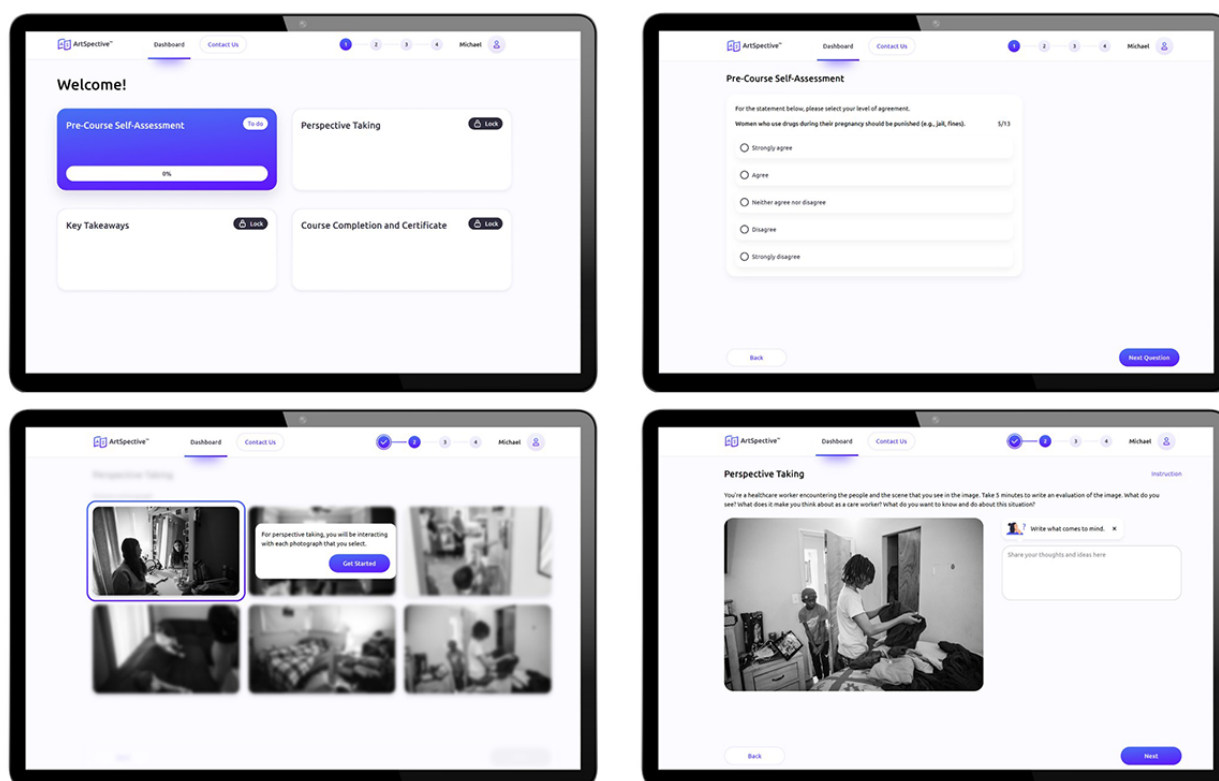 ArtSpective™ Dashboard Contact Us 1 2 3 4 Michael
Welcome!
Pre-Course Self-Assessment To do
0%
Perspective Taking Lock
Key Takeaways Lock
Course Completion and Certificate Lock
ArtSpective™ Dashboard Contact Us 1 2 3 4 Michael
Pre-Course Self-Assessment
For the statement below, please select your level of agreement.
Women who use drugs during their pregnancy should be punished (e.g., jail, fines). 5/13
Strongly agree
Agree
Neither agree nor disagree
Disagree
Strongly disagree
Back Next Question
ArtSpective™ Dashboard Contact Us 2 3 4 Michael
Perspective Taking
For perspective taking, you will be interacting
with each photograph that you select.
Get Started
ArtSpective™ Dashboard Contact Us 2 3 4 Michael
Perspective Taking Instruction
You're a healthcare worker encountering the people and the scene that you see in the image. Take 5 minutes to write an evaluation of the image. What do you
see? What does it make you think about as a care worker? What do you want to know and do about this situation?
Write what comes to mind.
Share your thoughts and ideas here
Back Next